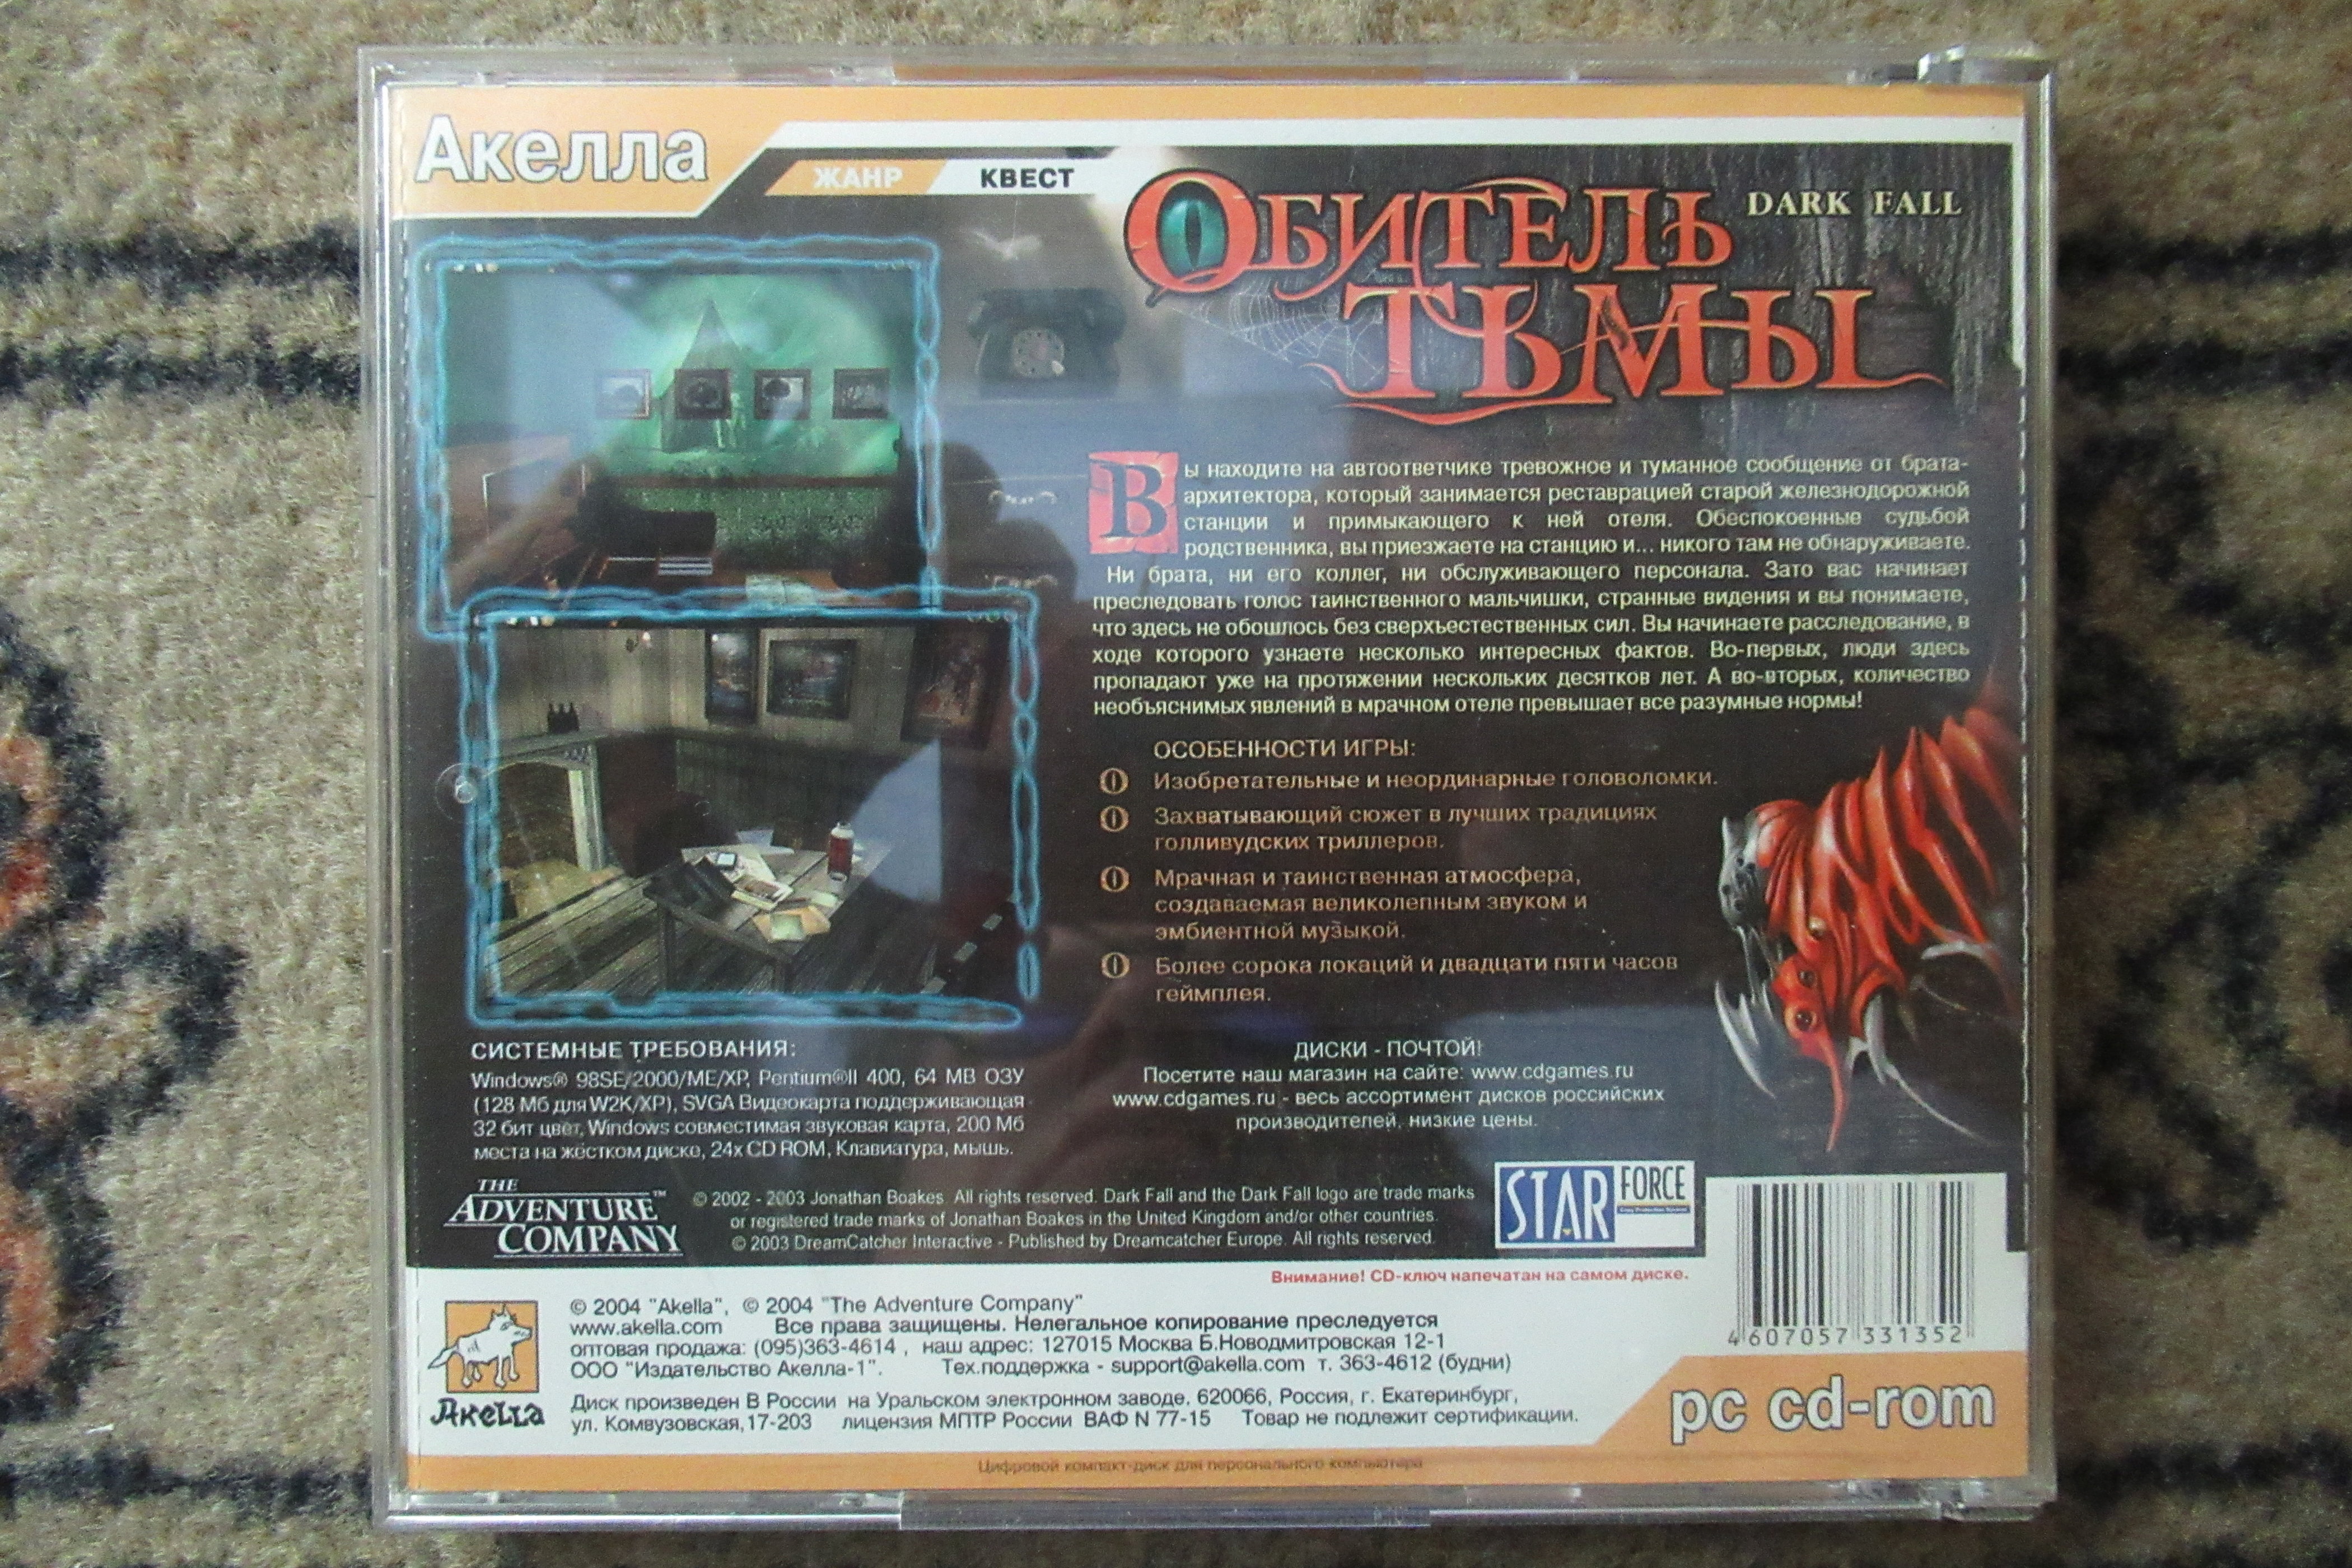 Акелла
ЖАНР КВЕСТ
ОБИТЕЛЬ ТЬМЫ
DARK FALL
Вы находите на автоответчике тревожное и туманное сообщение от брата-
архитектора, который занимается реставрацией старой железнодорожной
станции и примыкающего к ней отеля. Обеспокоенные судьбой
родственника, вы приезжаете на станцию и... никого там не обнаруживаете.
Ни брата, ни его коллег, ни обслуживающего персонала. Зато вас начинает
преследовать голос таинственного мальчишки, странные видения и вы понимаете,
что здесь не обошлось без сверхъестественных сил. Вы начинаете расследование, в
ходе которого узнаете несколько интересных фактов. Во-первых, люди здесь
пропадают уже на протяжении нескольких десятков лет. А во-вторых, количество
необъяснимых явлений в мрачном отеле превышает все разумные нормы!
ОСОБЕННОСТИ ИГРЫ:
Изобретательные и неординарные головоломки.
Захватывающий сюжет в лучших традициях
голливудских триллеров.
Мрачная и таинственная атмосфера,
создаваемая великолепным звуком и
эмбиентной музыкой.
Более сорока локаций и двадцати пяти часов
геймплея.
СИСТЕМНЫЕ ТРЕБОВАНИЯ:
Windows® 98SE/2000/ME/XP, Pentium®II 400, 64 MB ОЗУ
(128 Мб для W2K/XP), SVGA Видеокарта поддерживающая
32 бит цвет, Windows совместимая звуковая карта, 200 Мб
места на жёстком диске, 24x CD ROM, Клавиатура, мышь.
ДИСКИ - ПОЧТОЙ!
Посетите наш магазин на сайте: www.cdgames.ru
www.cdgames.ru - весь ассортимент дисков российских
производителей, низкие цены.
THE
ADVENTURE™
COMPANY
© 2002 - 2003 Jonathan Boakes. All rights reserved. Dark Fall and the Dark Fall logo are trade marks
or registered trade marks of Jonathan Boakes in the United Kingdom and/or other countries.
© 2003 DreamCatcher Interactive - Published by Dreamcatcher Europe. All rights reserved.
STAR FORCE
Внимание! CD-ключ напечатан на самом диске.
© 2004 "Akella", © 2004 "The Adventure Company"
www.akella.com Все права защищены. Нелегальное копирование преследуется
оптовая продажа: (095)363-4614 , наш адрес: 127015 Москва Б.Новодмитровская 12-1
ООО "Издательство Акелла-1". Тех.поддержка - support@akella.com т. 363-4612 (будни)
Диск произведен В России на Уральском электронном заводе. 620066, Россия, г. Екатеринбург,
ул. Комвузовская,17-203 лицензия МПТР России ВАФ N 77-15 Товар не подлежит сертификации.
Акелла
4 607057 331352
pc cd-rom
Цифровой компакт-диск для персонального компьютера